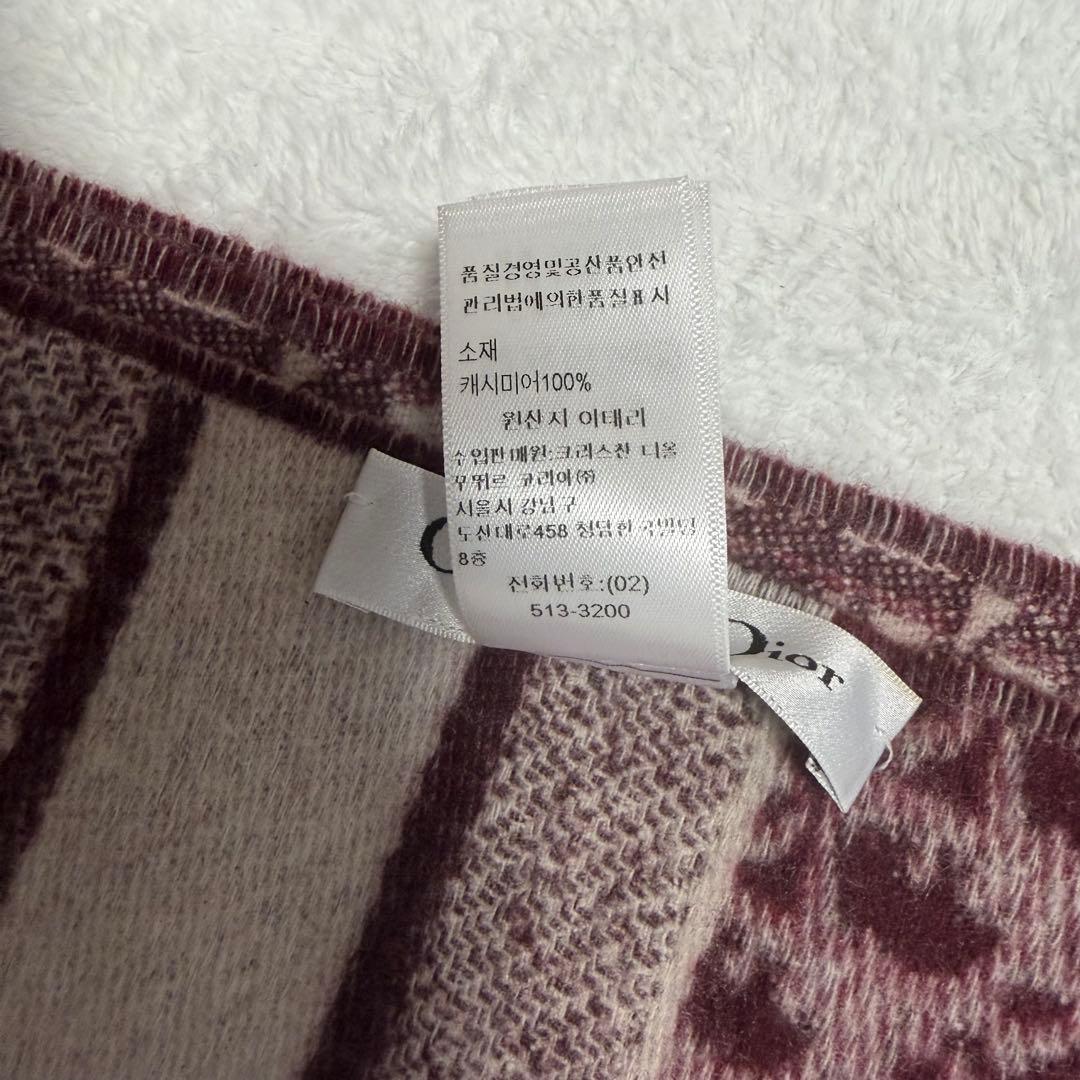 품질경영및공산품안선
관리법에의한품실표시
소재
캐시미어100%
원산지 이태리
수입판매원:크리스찬 디올
꾸뛰르 코리아㈜
서울시 강남구
도산대로458 청담한국빌딩
8층
전화번호:(02)
513-3200
Dior